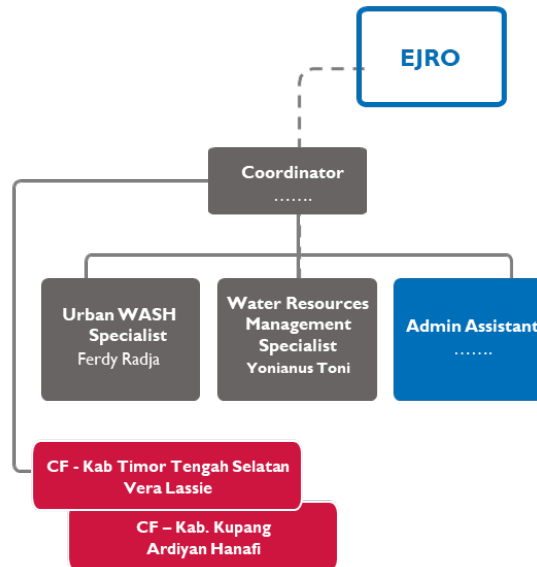 EJRO
Coordinator
.......
Urban WASH
Specialist
Ferdy Radja
Water Resources
Management
Specialist
Yonianus Toni
Admin Assistant
.......
CF - Kab Timor Tengah Selatan
Vera Lassie
CF – Kab. Kupang
Ardiyan Hanafi